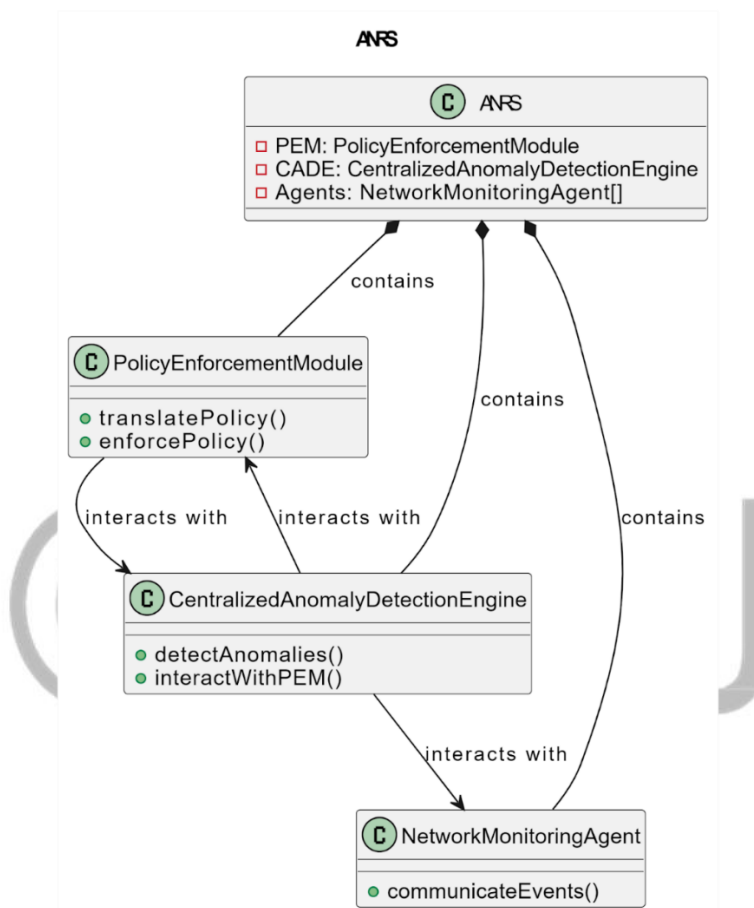 ANRS
C ANRS
PEM: PolicyEnforcementModule
CADE: CentralizedAnomalyDetectionEngine
Agents: NetworkMonitoringAgent[]
contains
C PolicyEnforcementModule
translatePolicy()
enforcePolicy()
contains
interacts with
interacts with
contains
C CentralizedAnomalyDetectionEngine
detectAnomalies()
interactWithPEM()
interacts with
C NetworkMonitoringAgent
communicateEvents()